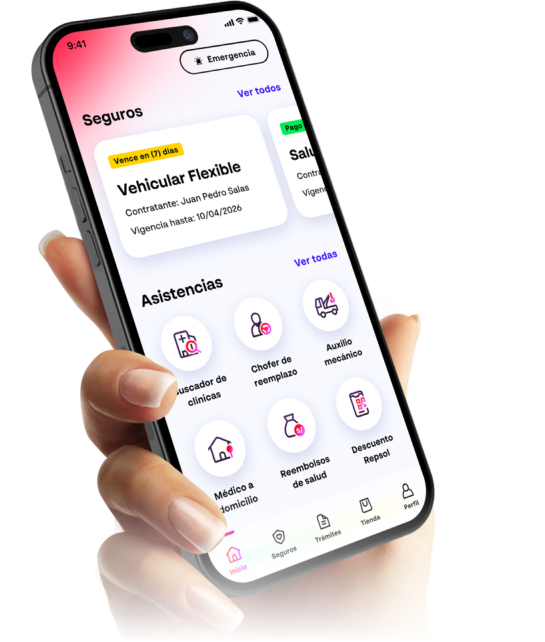 9:41
Emergencia
Seguros
Ver todos
Vence en (7) días
Vehicular Flexible
Contratante: Juan Pedro Salas
Vigencia hasta: 10/04/2026
Pago
Salu
Contra
Vigenc
Asistencias
Ver todas
uscador de
clínicas
Chofer de
reemplazo
Auxilio
mecánico
Médico a
domicilio
Reembolsos
de salud
S/
Descuento
Repsol
Inicio
Seguros
Trámites
Tienda
Perfil